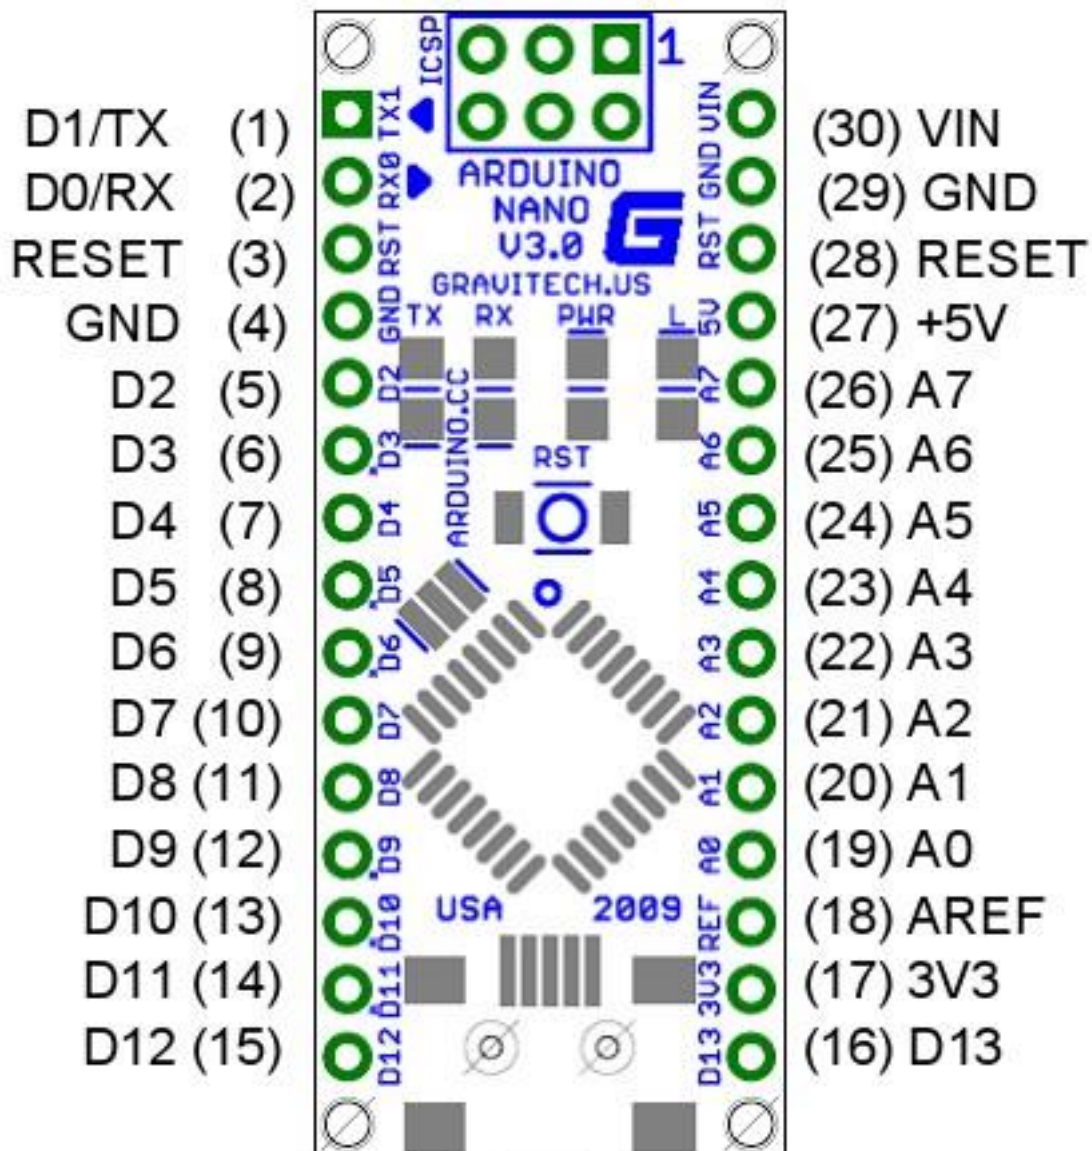 ICSP
1
D1/TX (1)
TX1
VIN
(30) VIN
D0/RX (2)
RX0
ARDUINO
NANO
V3.0
G
GND
(29) GND
RESET (3)
RST
RST
(28) RESET
GRAVITECH.US
GND (4)
GND
TX RX PWR L
5V
(27) +5V
D2 (5)
D2
A7
(26) A7
ARDUINO.CC
D3 (6)
D3
RST
A6
(25) A6
D4 (7)
D4
A5
(24) A5
D5 (8)
D5
A4
(23) A4
D6 (9)
D6
A3
(22) A3
D7 (10)
D7
A2
(21) A2
D8 (11)
D8
A1
(20) A1
D9 (12)
D9
A0
(19) A0
D10 (13)
D10
USA 2009
REF
(18) AREF
D11 (14)
D11
3V3
(17) 3V3
D12 (15)
D12
D13
(16) D13